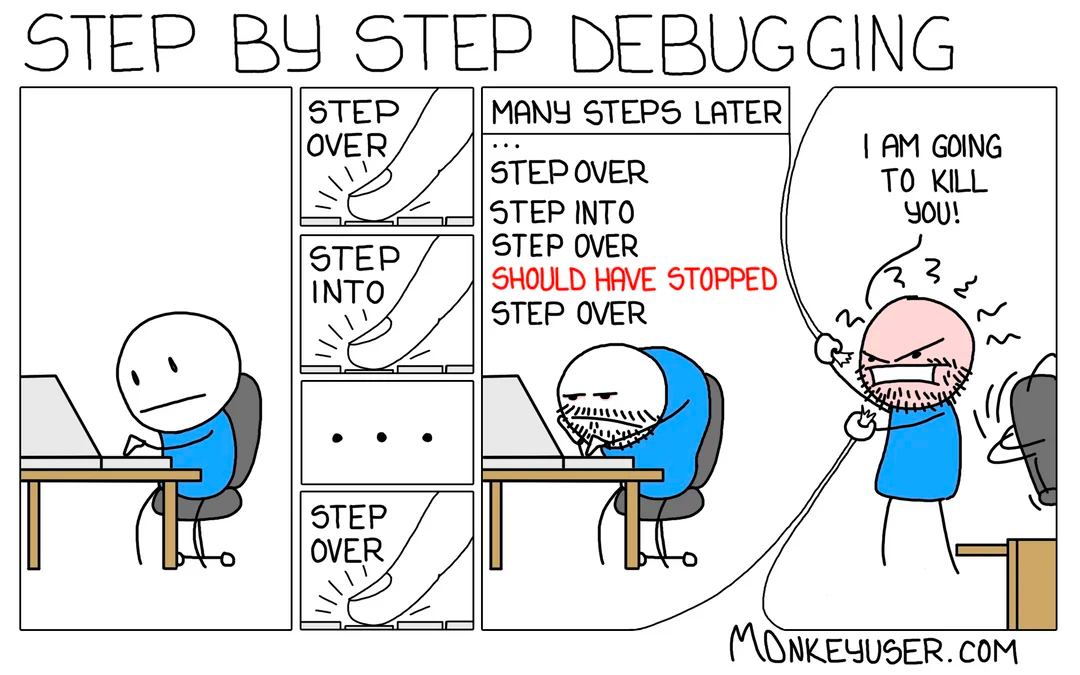 STEP BY STEP DEBUGGING
STEP
OVER
STEP
INTO
...
STEP
OVER
MANY STEPS LATER
...
STEP OVER
STEP INTO
STEP OVER
SHOULD HAVE STOPPED
STEP OVER
I AM GOING
TO KILL
YOU!
MONKEYUSER.COM